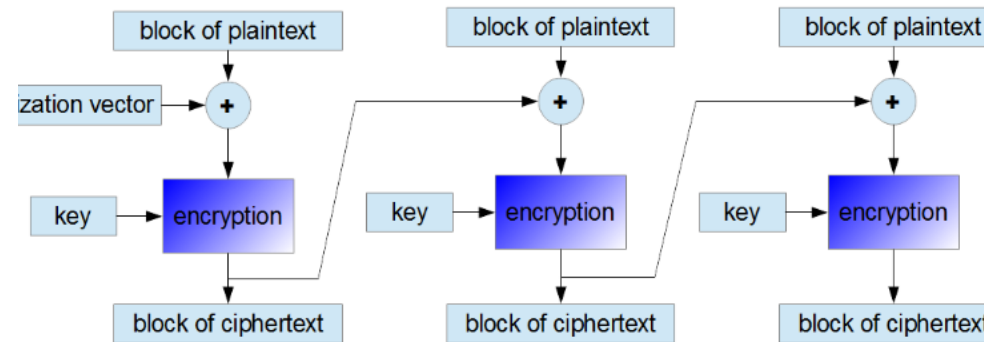 block of plaintext
block of plaintext
block of plaintext
ization vector
+
+
+
key
encryption
key
encryption
key
encryption
block of ciphertext
block of ciphertext
block of ciphertext